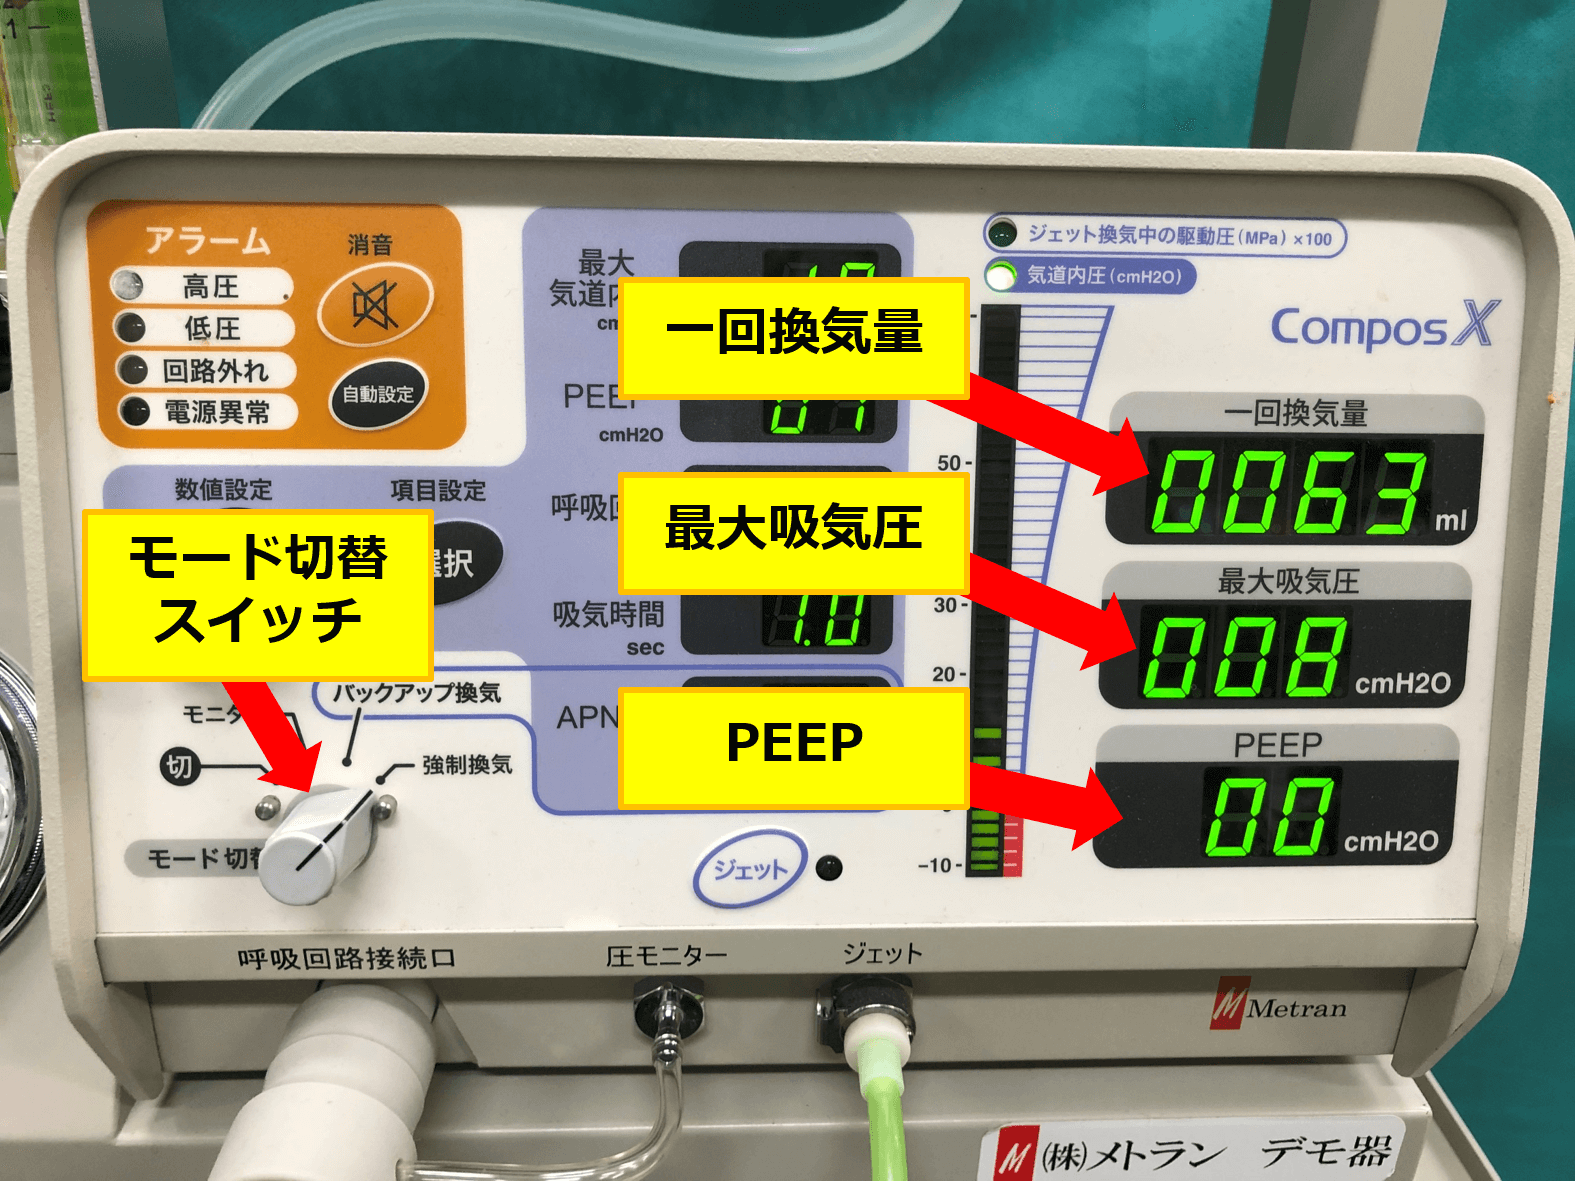 アラーム
消音
高圧
低圧
回路外れ
電源異常
自動設定
数値設定
項目設定
選択
モード切替
スイッチ
モニター
バックアップ換気
切
強制換気
モード切替
最大
気道内
PEEP
cmH2O
呼吸回
吸気時間
sec
1.0
APN
ジェット
一回換気量
最大吸気圧
PEEP
ジェット換気中の駆動圧(MPa)×100
気道内圧(cmH2O)
50
30
20
-10
Compos X
一回換気量
0063
ml
最大吸気圧
008
cmH2O
PEEP
00
cmH2O
呼吸回路接続口
圧モニター
ジェット
Metran
(株)メトラン デモ器